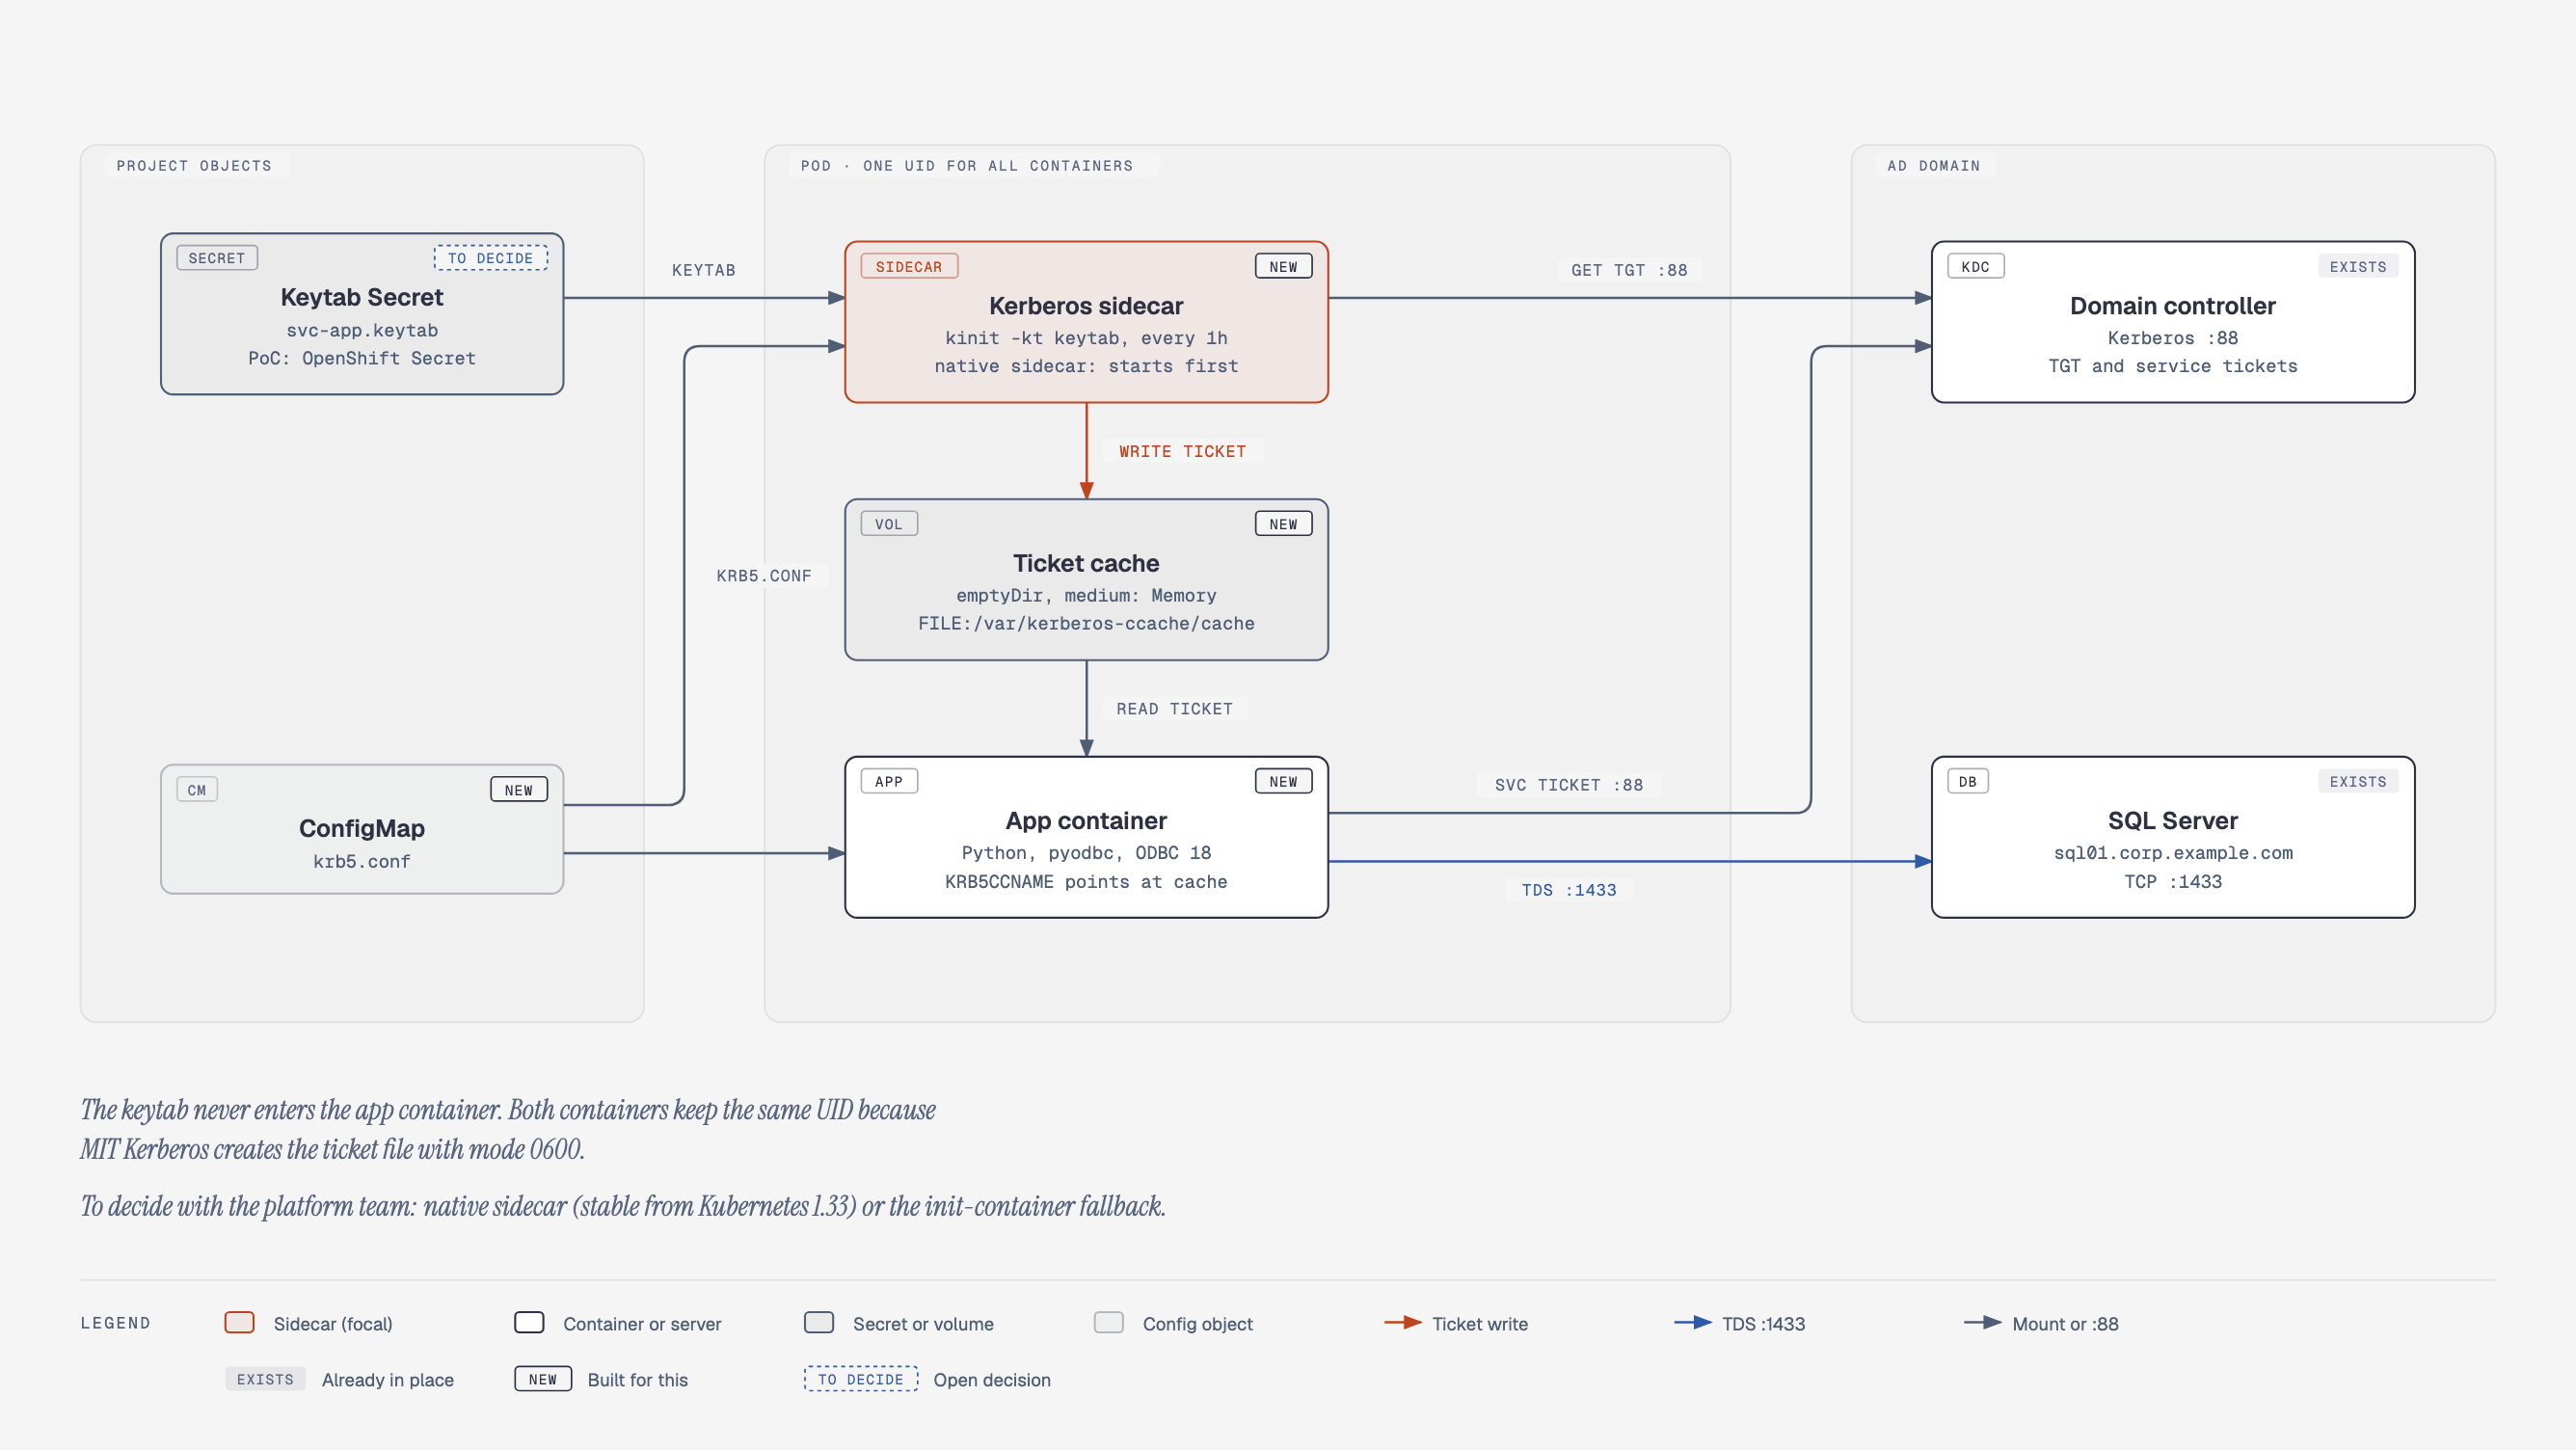 PROJECT OBJECTS
SECRET
TO DECIDE
Keytab Secret
svc-app.keytab
PoC: OpenShift Secret
CM
NEW
ConfigMap
krb5.conf
KEYTAB
KRB5.CONF
POD · ONE UID FOR ALL CONTAINERS
SIDECAR
NEW
Kerberos sidecar
kinit -kt keytab, every 1h
native sidecar: starts first
WRITE TICKET
VOL
NEW
Ticket cache
emptyDir, medium: Memory
FILE:/var/kerberos-ccache/cache
READ TICKET
APP
NEW
App container
Python, pyodbc, ODBC 18
KRB5CCNAME points at cache
GET TGT :88
SVC TICKET :88
TDS :1433
AD DOMAIN
KDC
EXISTS
Domain controller
Kerberos :88
TGT and service tickets
DB
EXISTS
SQL Server
sql01.corp.example.com
TCP :1433
The keytab never enters the app container. Both containers keep the same UID because
MIT Kerberos creates the ticket file with mode 0600.
To decide with the platform team: native sidecar (stable from Kubernetes 1.33) or the init-container fallback.
LEGEND
Sidecar (focal)
Container or server
Secret or volume
Config object
Ticket write
TDS :1433
Mount or :88
EXISTS
Already in place
NEW
Built for this
TO DECIDE
Open decision